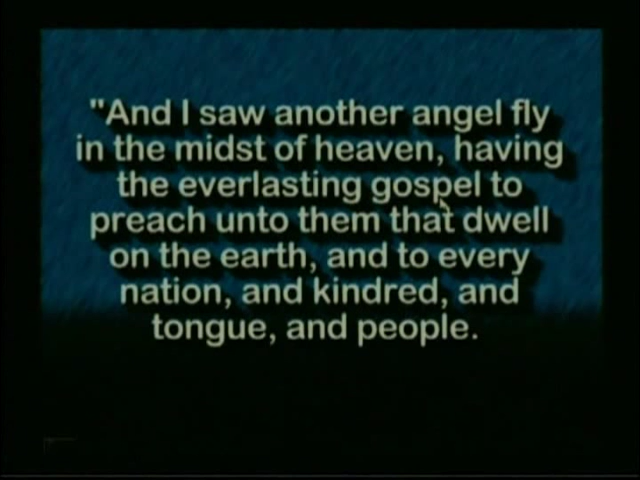 "And I saw another angel fly
in the midst of heaven, having
the everlasting gospel to
preach unto them that dwell
on the earth, and to every
nation, and kindred, and
tongue, and people.